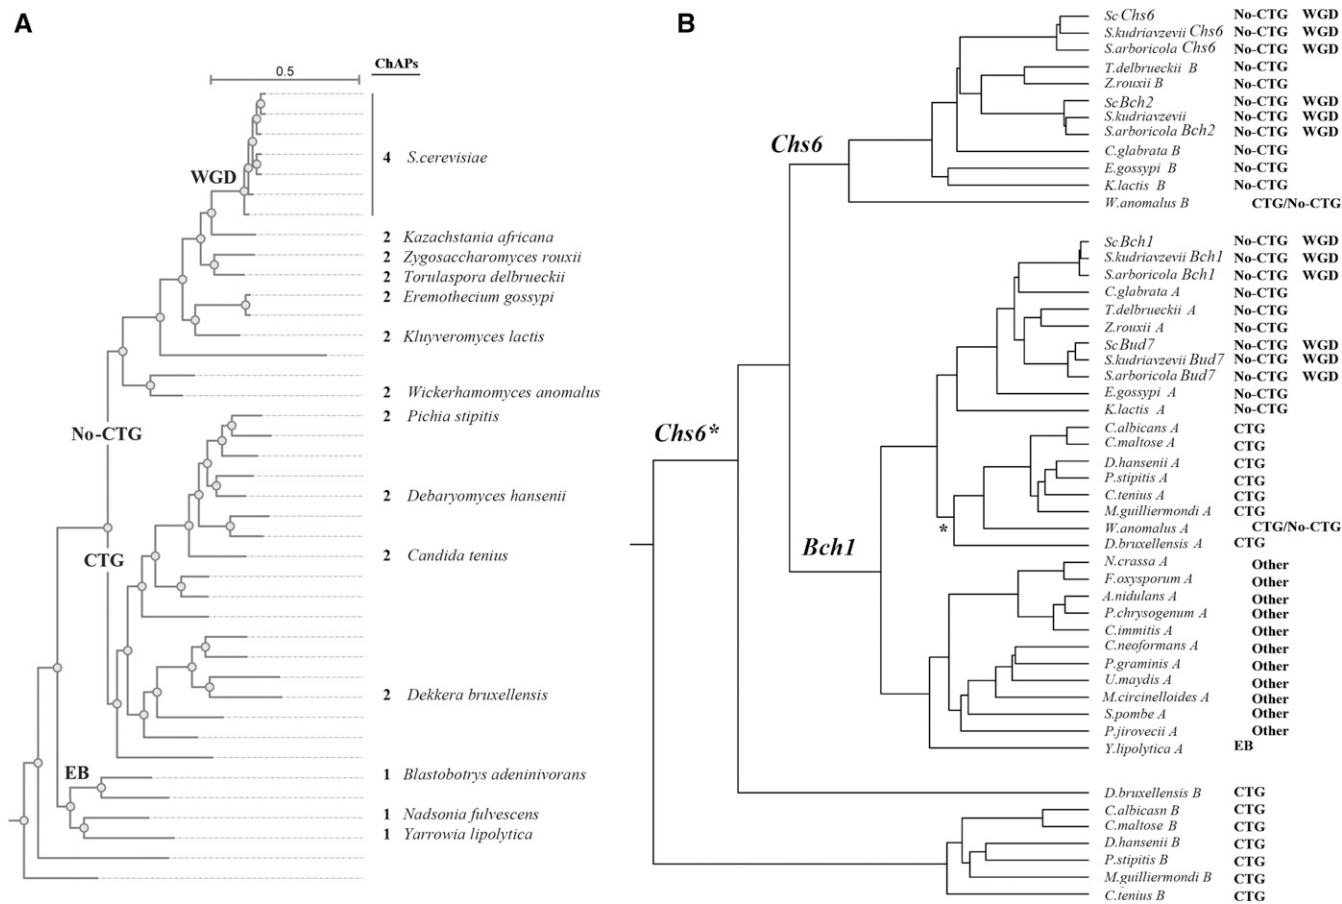 A
0.5
ChAPs
WGD
4 S.cerevisiae
2 Kazachstania africana
2 Zygosaccharomyces rouxii
2 Torulaspora delbrueckii
2 Eremothecium gossypi
2 Kluyveromyces lactis
2 Wickerhamomyces anomalus
2 Pichia stipitis
No-CTG
2 Debaryomyces hansenii
CTG
2 Candida tenius
2 Dekkera bruxellensis
EB
1 Blastobotrys adeninivorans
1 Nadsonia fulvescens
1 Yarrowia lipolytica
B
Chs6
Chs6*
Bch1
*
Sc Chs6 No-CTG WGD
S.kudriavzevii Chs6 No-CTG WGD
S.arboricola Chs6 No-CTG WGD
T.delbrueckii B No-CTG
Z.rouxii B No-CTG
ScBch2 No-CTG WGD
S.kudriavzevii No-CTG WGD
S.arboricola Bch2 No-CTG WGD
C.glabrata B No-CTG
E.gossypi B No-CTG
K.lactis B No-CTG
W.anomalus B CTG/No-CTG
ScBch1 No-CTG WGD
S.kudriavzevii Bch1 No-CTG WGD
S.arboricola Bch1 No-CTG WGD
C.glabrata A No-CTG
T.delbrueckii A No-CTG
Z.rouxii A No-CTG
ScBud7 No-CTG WGD
S.kudriavzevii Bud7 No-CTG WGD
S.arboricola Bud7 No-CTG WGD
E.gossypi A No-CTG
K.lactis A No-CTG
C.albicans A CTG
C.maltose A CTG
D.hansenii A CTG
P.stipitis A CTG
C.tenius A CTG
M.guilliermondi A CTG
W.anomalus A CTG/No-CTG
D.bruxellensis A CTG
N.crassa A Other
F.oxysporum A Other
A.nidulans A Other
P.chrysogenum A Other
C.immitis A Other
C.neoformans A Other
P.graminis A Other
U.maydis A Other
M.circinelloides A Other
S.pombe A Other
P.jirovecii A Other
Y.lipolytica A EB
D.bruxellensis B CTG
C.albicasn B CTG
C.maltose B CTG
D.hansenii B CTG
P.stipitis B CTG
M.guilliermondi B CTG
C.tenius B CTG